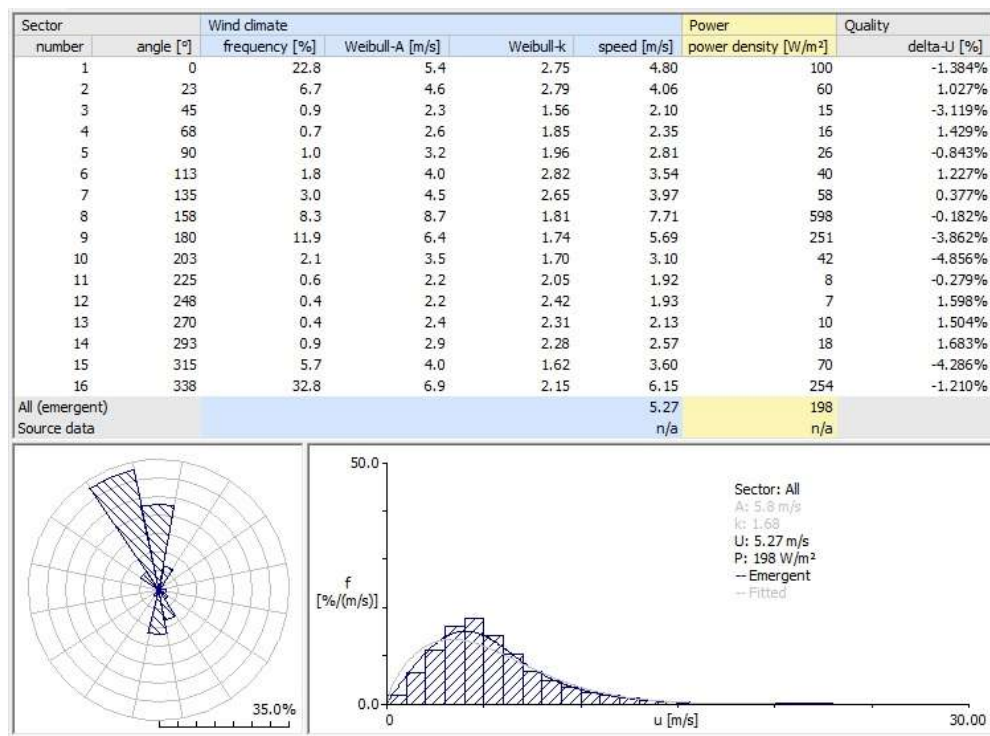 Sector Wind climate Power Quality
number angle [°] frequency [%] Weibull-A [m/s] Weibull-k speed [m/s] power density [W/m²] delta-U [%]
1 0 22.8 5.4 2.75 4.80 100 -1.384%
2 23 6.7 4.6 2.79 4.06 60 1.027%
3 45 0.9 2.3 1.56 2.10 15 -3.119%
4 68 0.7 2.6 1.85 2.35 16 1.429%
5 90 1.0 3.2 1.96 2.81 26 -0.843%
6 113 1.8 4.0 2.82 3.54 40 1.227%
7 135 3.0 4.5 2.65 3.97 58 0.377%
8 158 8.3 8.7 1.81 7.71 598 -0.182%
9 180 11.9 6.4 1.74 5.69 251 -3.862%
10 203 2.1 3.5 1.70 3.10 42 -4.856%
11 225 0.6 2.2 2.05 1.92 8 -0.279%
12 248 0.4 2.2 2.42 1.93 7 1.598%
13 270 0.4 2.4 2.31 2.13 10 1.504%
14 293 0.9 2.9 2.28 2.57 18 1.683%
15 315 5.7 4.0 1.62 3.60 70 -4.286%
16 338 32.8 6.9 2.15 6.15 254 -1.210%
All (emergent) 5.27 198
Source data n/a n/a
35.0%
50.0
f
[%/(m/s)]
0.0
0 u [m/s] 30.00
Sector: All
A: 5.8 m/s
k: 1.68
U: 5.27 m/s
P: 198 W/m²
-- Emergent
-- Fitted